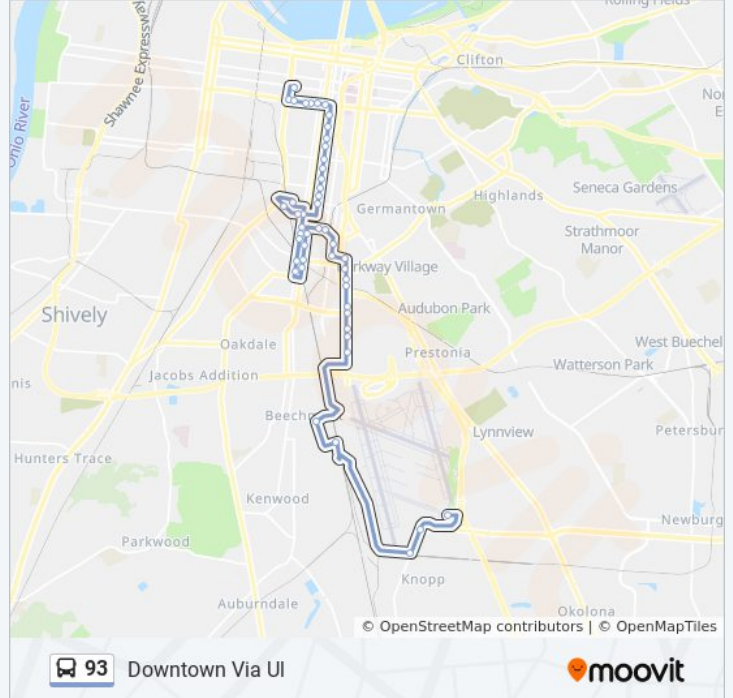 Rolling Fields
Clifton
Shawnee Expressway
Ohio River
Highlands
Seneca Gardens
Germantown
Strathmoor
Manor
Parkway Village
Shively
Audubon Park
Oakdale
Prestonia
West Buechel
Watterson Park
Jacobs Addition
Lynnview
Petersbur
Hunters Trace
Kenwood
Newburg
Parkwood
Knopp
Auburndale
Okolona
© OpenStreetMap contributors | © OpenMapTiles
93 Downtown Via Ul
moovit